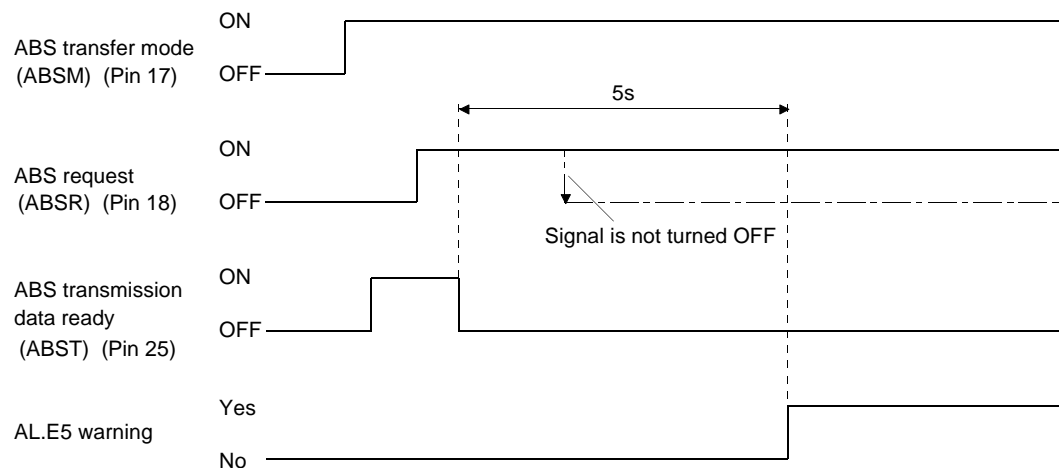 ON
ABS transfer mode
(ABSM) (Pin 17)
OFF
5s
ON
ABS request
(ABSR) (Pin 18)
OFF
Signal is not turned OFF
ON
ABS transmission
data ready
OFF
(ABST) (Pin 25)
Yes
AL.E5 warning
No